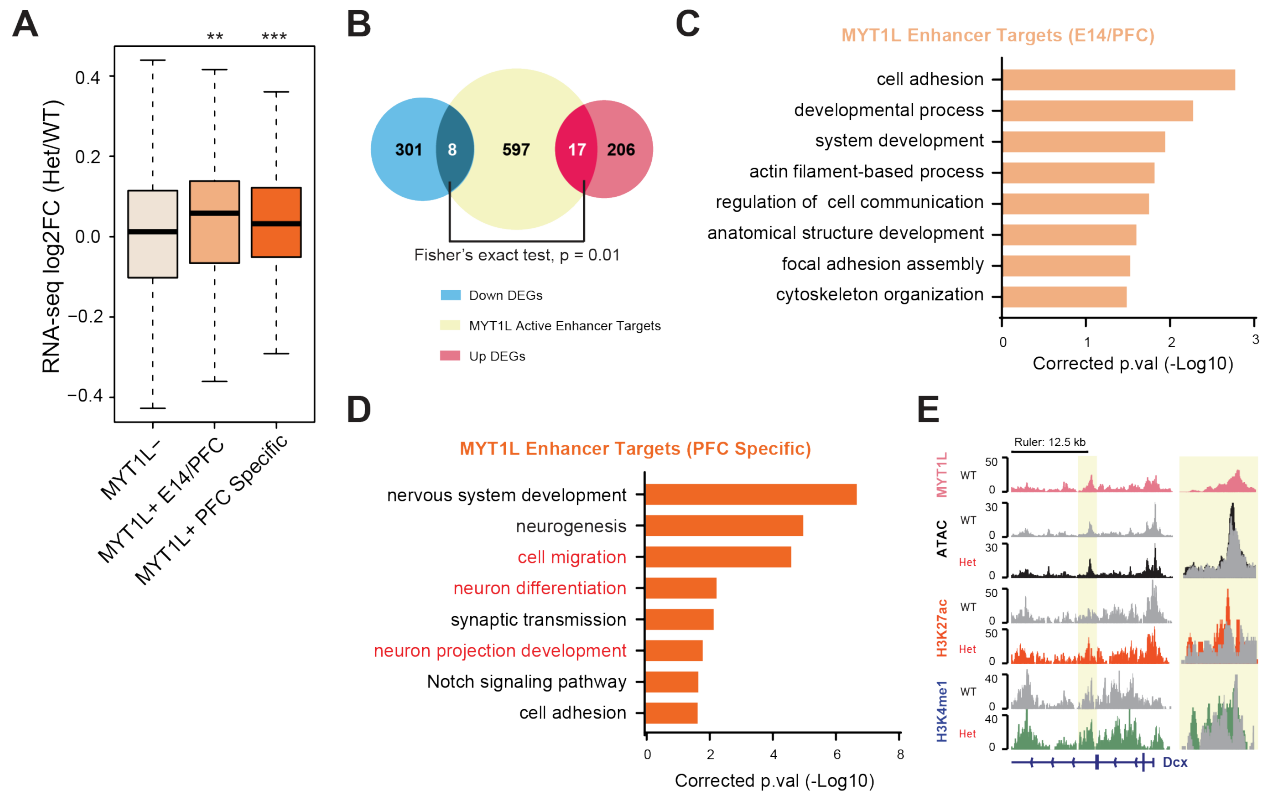 A
RNA-seq log2FC (Het/WT)
** ***
0.4
0.2
0.0
−0.2
−0.4
MYT1L−
MYT1L+ E14/PFC
MYT1L+ PFC Specific
B
301 8 597 17 206
Fisher's exact test, p = 0.01
Down DEGs
MYT1L Active Enhancer Targets
Up DEGs
C
MYT1L Enhancer Targets (E14/PFC)
cell adhesion
developmental process
system development
actin filament-based process
regulation of cell communication
anatomical structure development
focal adhesion assembly
cytoskeleton organization
0 1 2 3
Corrected p.val (-Log10)
D
MYT1L Enhancer Targets (PFC Specific)
nervous system development
neurogenesis
cell migration
neuron differentiation
synaptic transmission
neuron projection development
Notch signaling pathway
cell adhesion
0 2 4 6 8
Corrected p.val (-Log10)
E
Ruler: 12.5 kb
MYT1L
WT
50
0
ATAC
WT
30
0
Het
30
0
H3K27ac
WT
50
0
Het
50
0
H3K4me1
WT
40
0
Het
40
0
Dcx